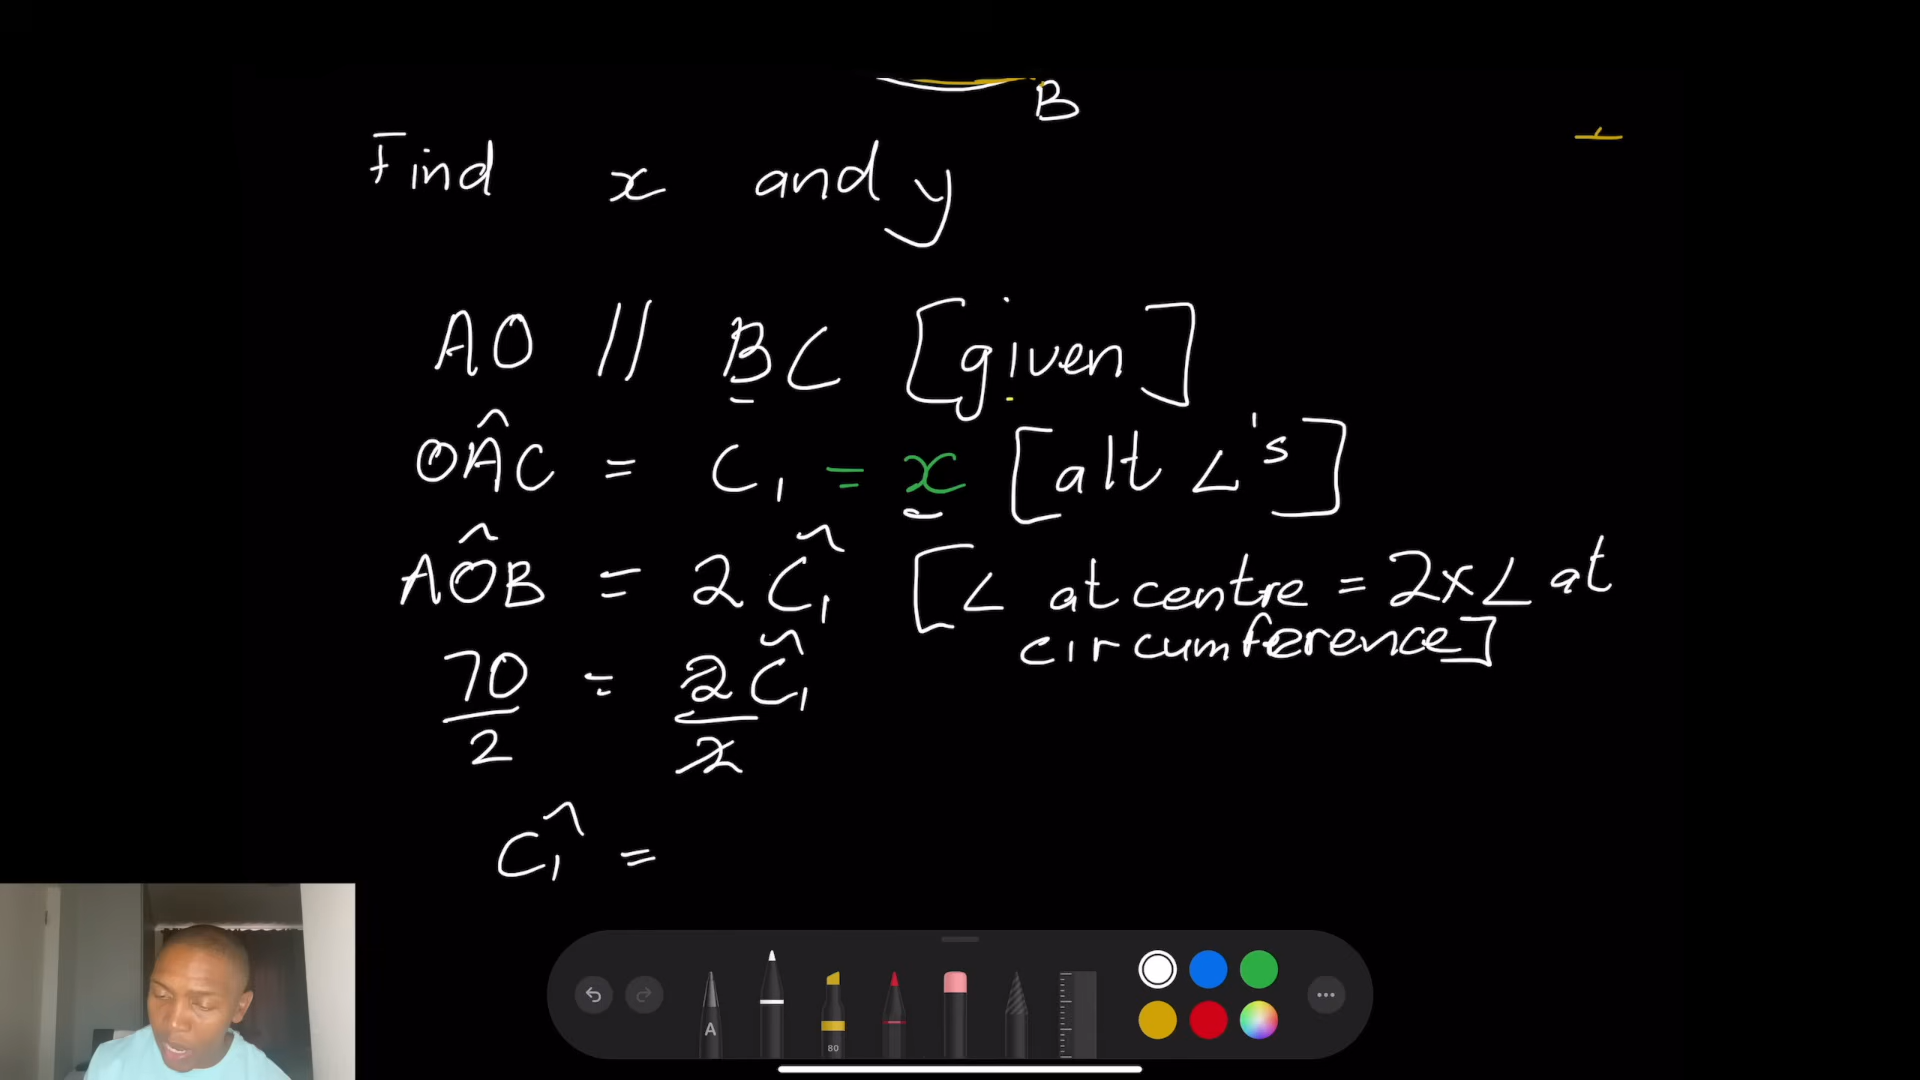 B
Find x and y
AO // BC [given]
OÂC = C₁ = x [alt ∠'s]
AÔB = 2Ĉ₁ [∠ at centre = 2x∠ at
circumference]
70/2 = 2Ĉ₁/2
Ĉ₁ =
A
80